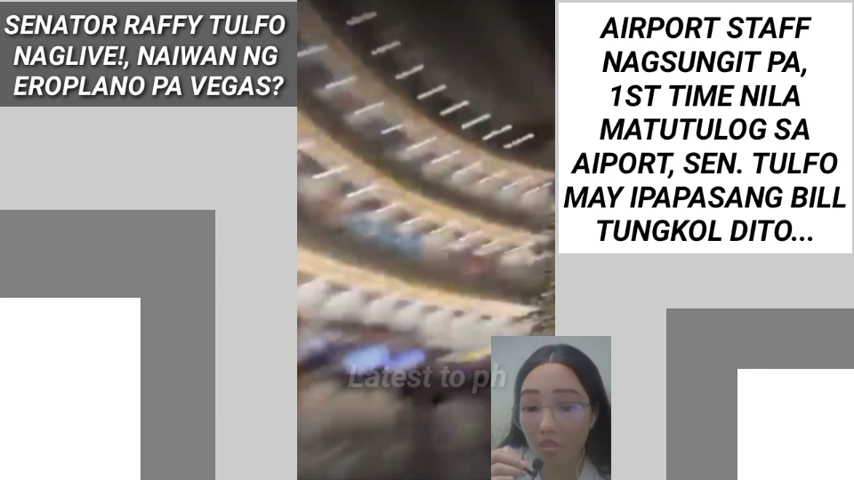 SENATOR RAFFY TULFO
NAGLIVE!, NAIWAN NG
EROPLANO PA VEGAS?
AIRPORT STAFF
NAGSUNGIT PA,
1ST TIME NILA
MATUTULOG SA
AIPORT, SEN. TULFO
MAY IPAPASANG BILL
TUNGKOL DITO...
Latest to ph